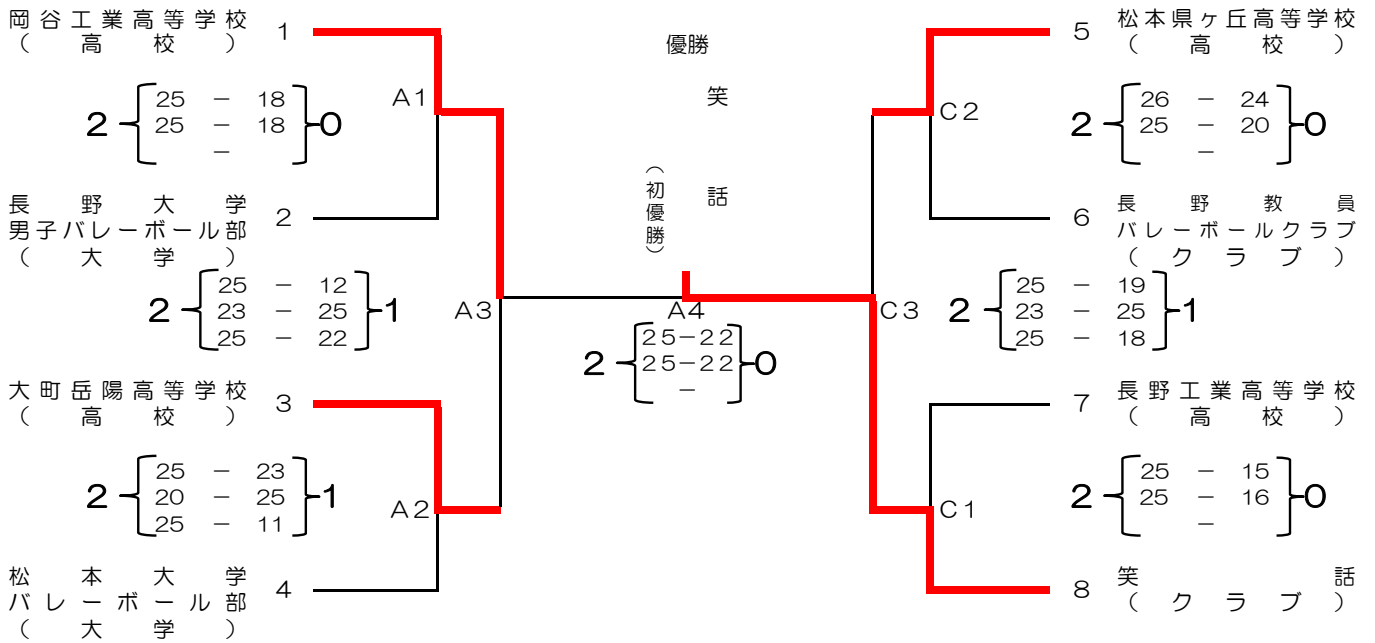 岡谷工業高等学校
（高校）
1
A1
2 25 － 18 0
25 － 18
－
長野大学
男子バレーボール部
（大学）
2
2 25 － 12 1
23 － 25
25 － 22
A3
大町岳陽高等学校
（高校）
3
2 25 － 23 1
20 － 25
25 － 11
A2
松本大学
バレーボール部
（大学）
4
優勝
笑話
（初優勝）
A4
2 25－22 0
25－22
－
5
松本県ヶ丘高等学校
（高校）
C2
2 26 － 24 0
25 － 20
－
6
長野教員
バレーボールクラブ
（クラブ）
C3
2 25 － 19 1
23 － 25
25 － 18
7
長野工業高等学校
（高校）
C1
2 25 － 15 0
25 － 16
－
8
笑話
（クラブ）